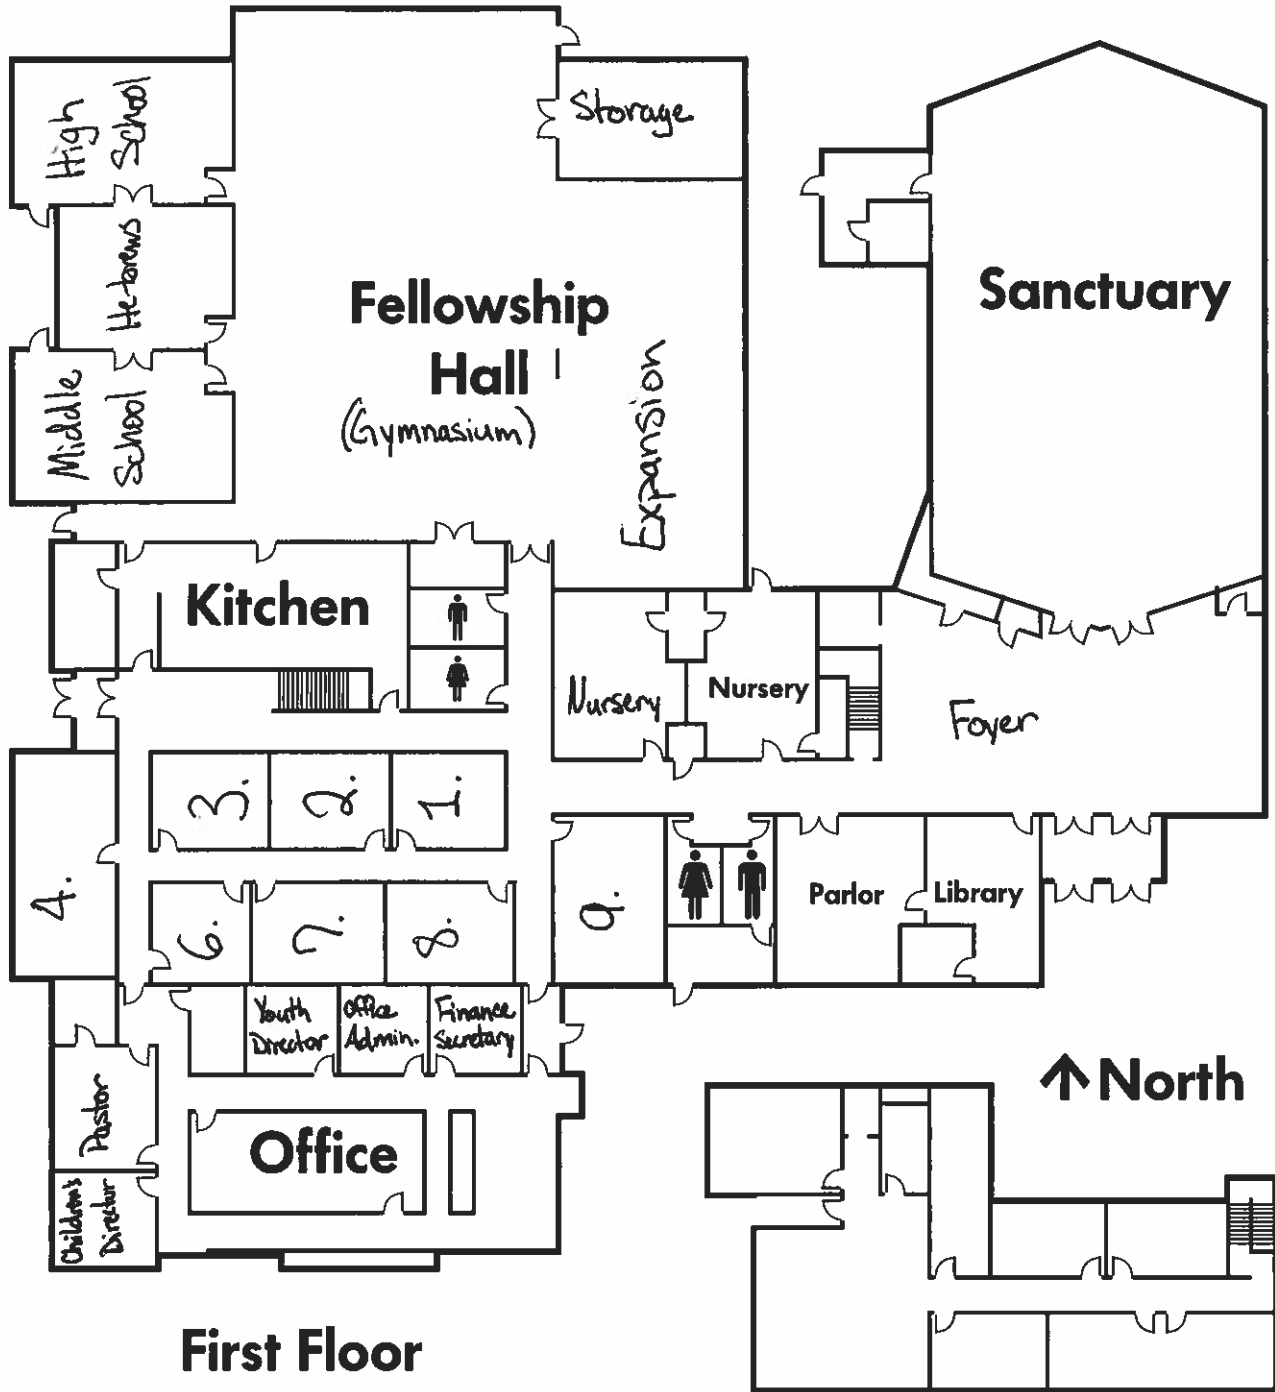 High
School
Storage
Hebrews
Sanctuary
Fellowship
Hall
(Gymnasium)
Expansion
Middle
School
Kitchen
Nursery
Nursery
Foyer
3.
2.
1.
4.
6.
7.
8.
9.
Parlor
Library
Youth
Director
Office
Admin.
Finance
Secretary
Pastor
Office
Children's
Director
North
First Floor